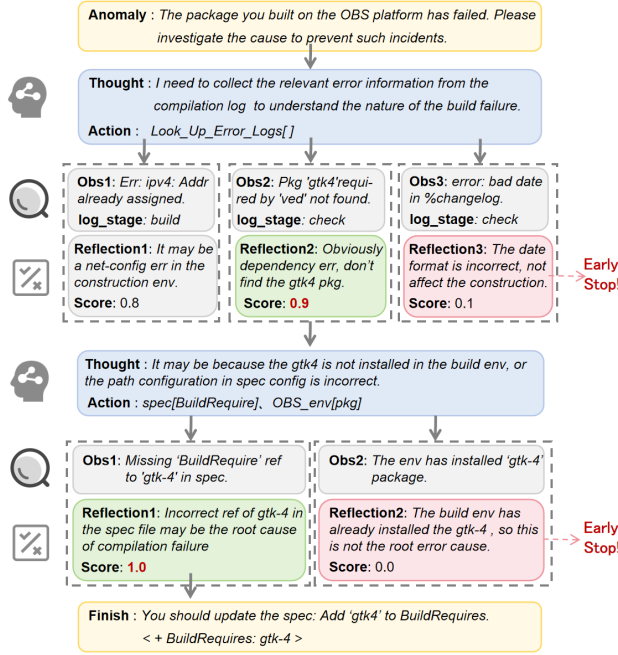 Anomaly : The package you built on the OBS platform has failed. Please
investigate the cause to prevent such incidents.
Thought : I need to collect the relevant error information from the
compilation log to understand the nature of the build failure.
Action : Look_Up_Error_Logs[ ]
Obs1: Err: ipv4: Addr
already assigned.
log_stage: build
Reflection1: It may be
a net-config err in the
construction env.
Score: 0.8
Obs2: Pkg 'gtk4'requi-
red by 'ved' not found.
log_stage: check
Reflection2: Obviously
dependency err, don't
find the gtk4 pkg.
Score: 0.9
Obs3: error: bad date
in %changelog.
log_stage: check
Reflection3: The date
format is incorrect, not
affect the construction.
Score: 0.1
Early
Stop!
Thought : It may be because the gtk4 is not installed in the build env, or
the path configuration in spec config is incorrect.
Action : spec[BuildRequire]、OBS_env[pkg]
Obs1: Missing ‘BuildRequire’ ref
to 'gtk-4' in spec.
Reflection1: Incorrect ref of gtk-4 in
the spec file may be the root cause
of compilation failure
Score: 1.0
Obs2: The env has installed ‘gtk-4’
package.
Reflection2: The build env has
already installed the gtk-4 , so this
is not the root error cause.
Score: 0.0
Early
Stop!
Finish : You should update the spec: Add ‘gtk4’ to BuildRequires.
< + BuildRequires: gtk-4 >